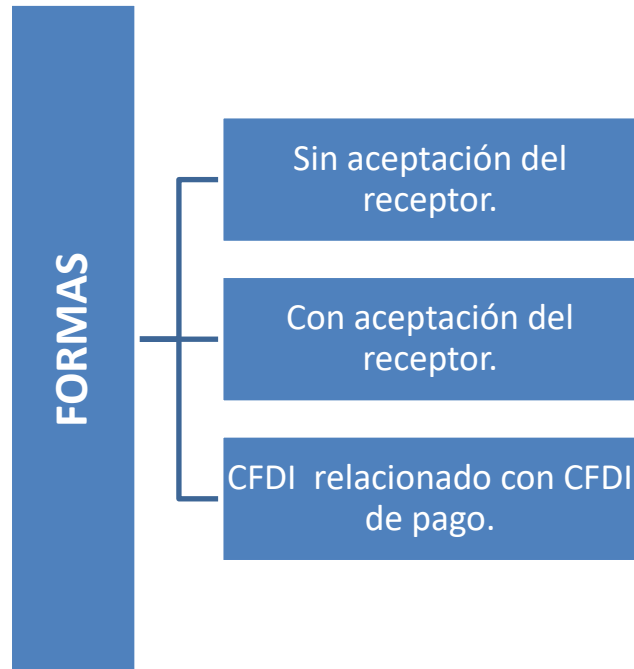 FORMAS
Sin aceptación del
receptor.
Con aceptación del
receptor.
CFDI relacionado con CFDI
de pago.